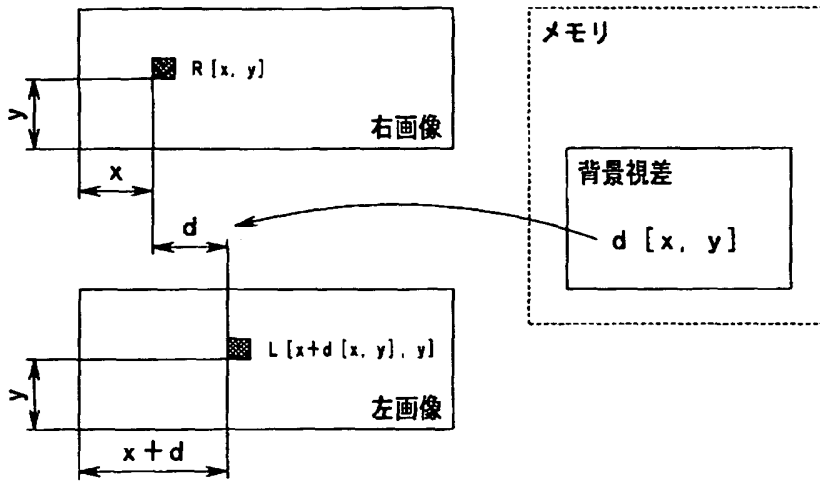 R [x, y]
y
右画像
x
d
メモリ
背景視差
d [x, y]
L [x+d [x, y], y]
y
左画像
x+d